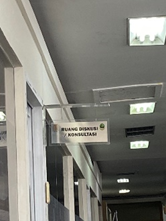 RUANG DISKUSI
/ KONSULTASI